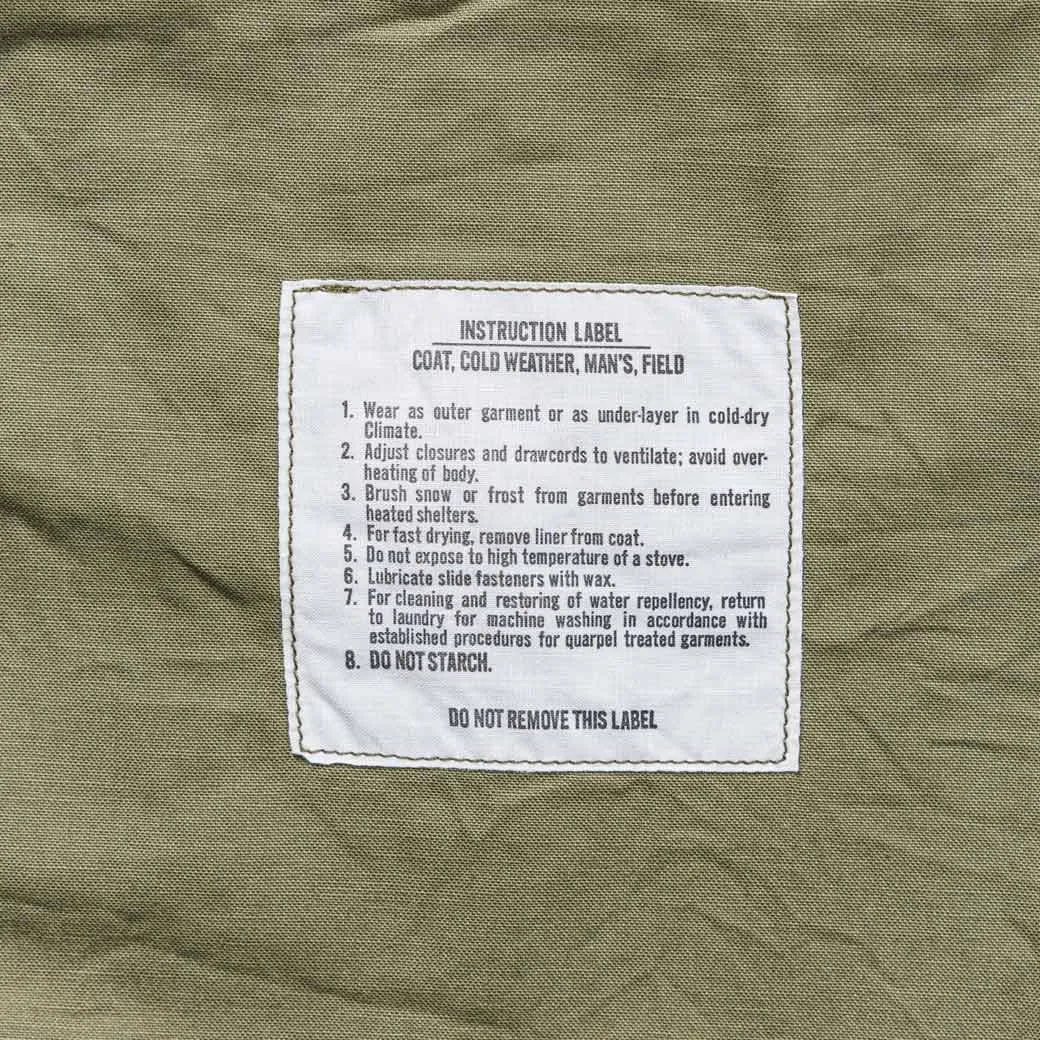 INSTRUCTION LABEL
COAT, COLD WEATHER, MAN'S, FIELD
1. Wear as outer garment or as under-layer in cold-dry
Climate.
2. Adjust closures and drawcords to ventilate; avoid over-
heating of body.
3. Brush snow or frost from garments before entering
heated shelters.
4. For fast drying, remove liner from coat.
5. Do not expose to high temperature of a stove.
6. Lubricate slide fasteners with wax.
7. For cleaning and restoring of water repellency, return
to laundry for machine washing in accordance with
established procedures for quarpel treated garments.
8. DO NOT STARCH.
DO NOT REMOVE THIS LABEL